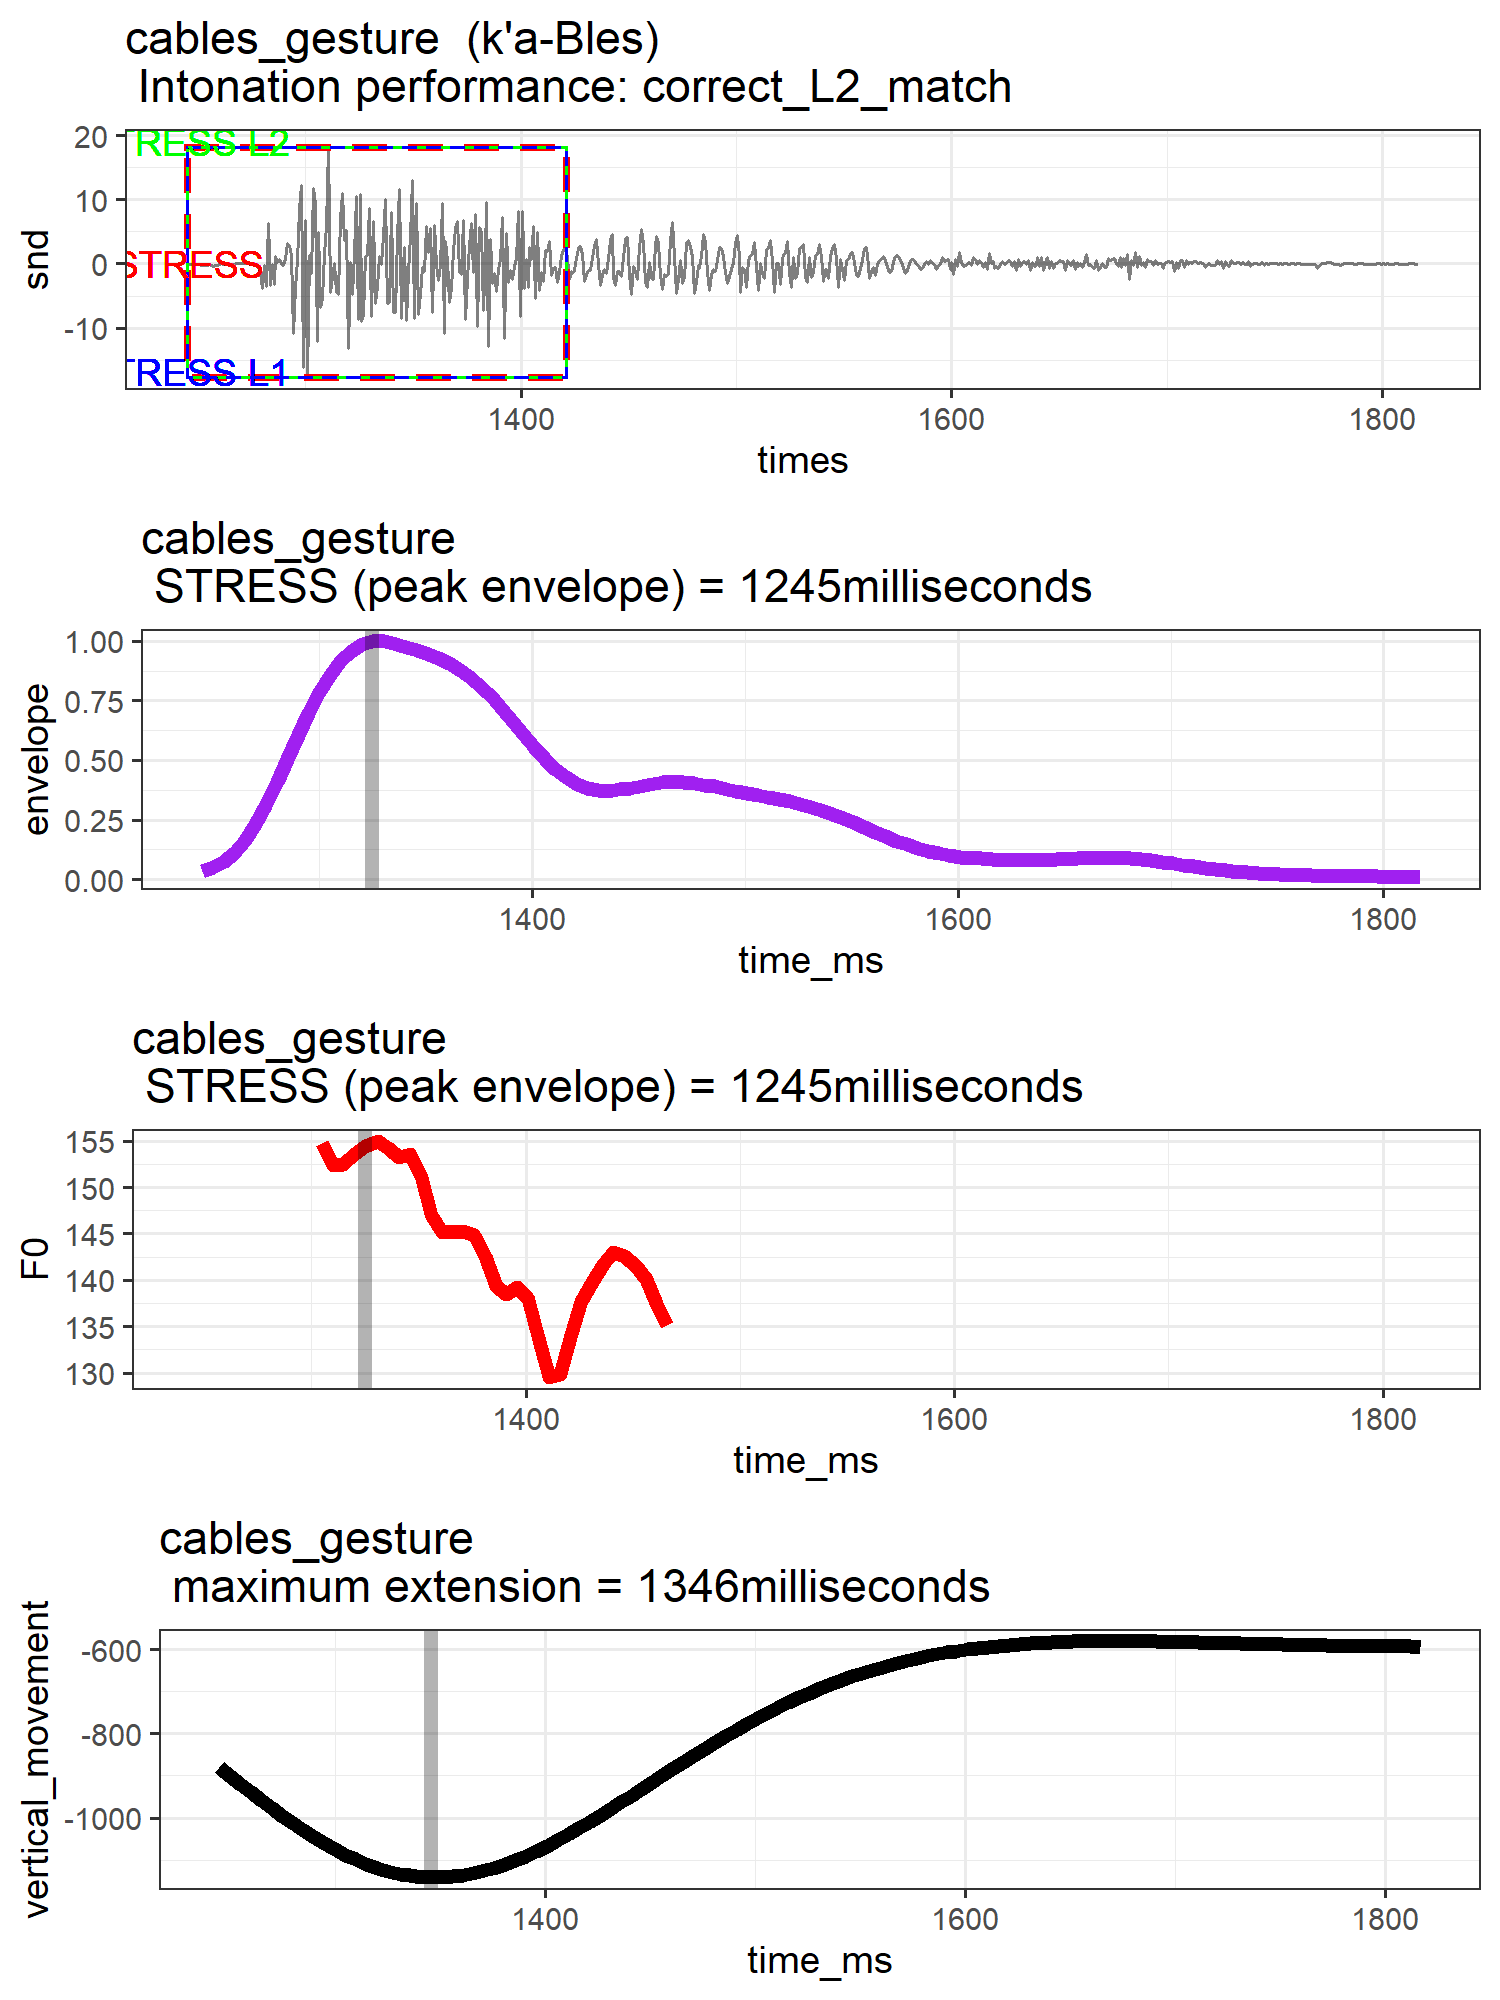 cables_gesture  (k'a-Bles)
Intonation performance: correct_L2_match
20
10
0
-10
snd
RESS L2
STRESS
TRESS L1
1400
1600
1800
times
cables_gesture
STRESS (peak envelope) = 1245milliseconds
1.00
0.75
0.50
0.25
0.00
envelope
1400
1600
1800
time_ms
cables_gesture
STRESS (peak envelope) = 1245milliseconds
155
150
145
140
135
130
F0
1400
1600
1800
time_ms
cables_gesture
maximum extension = 1346milliseconds
-600
-800
-1000
vertical_movement
1400
1600
1800
time_ms